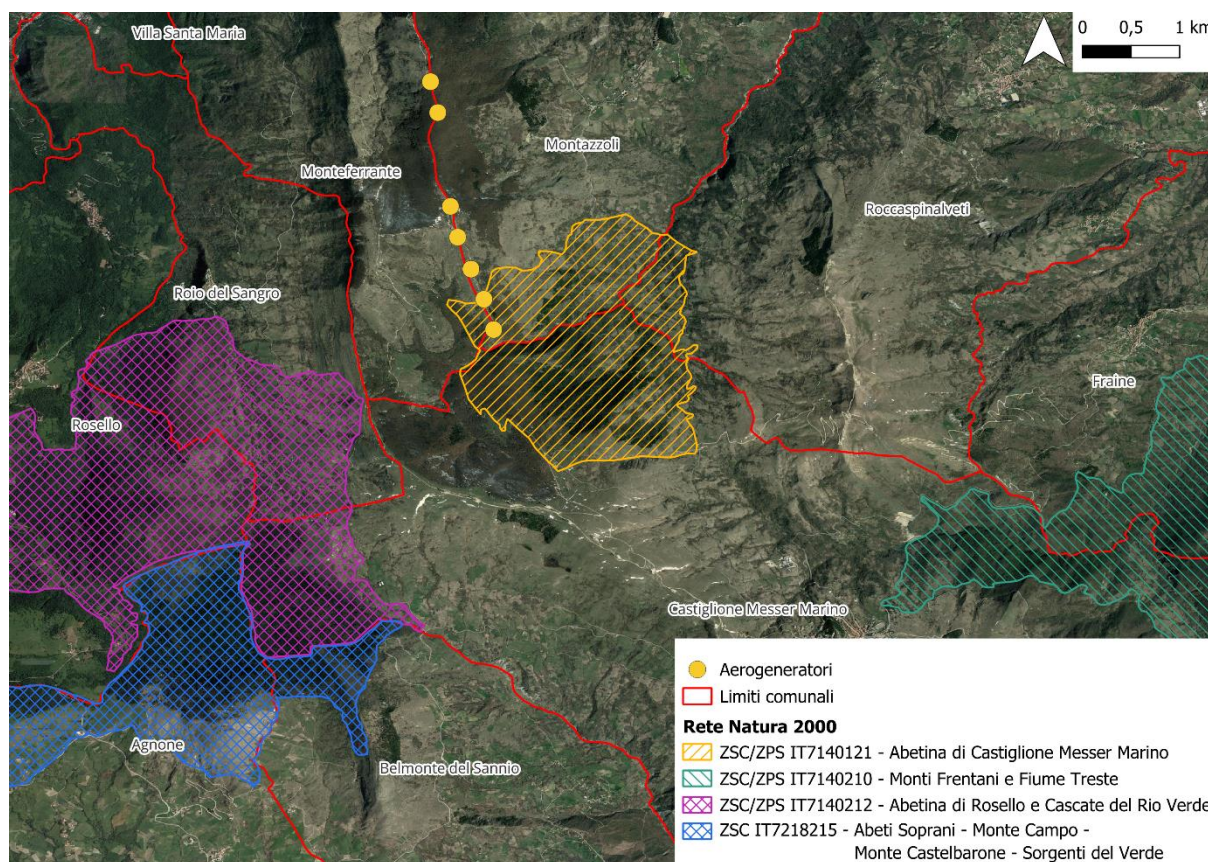 Villa Santa Maria
0 0,5 1 km
Montazzoli
Monteferrante
Roccaspinalveti
Roio del Sangro
Fraine
Rosello
Castiglione Messer Marino
Agnone
Belmonte del Sannio
Aerogeneratori
Limiti comunali
Rete Natura 2000
ZSC/ZPS IT7140121 - Abetina di Castiglione Messer Marino
ZSC/ZPS IT7140210 - Monti Frentani e Fiume Treste
ZSC/ZPS IT7140212 - Abetina di Rosello e Cascate del Rio Verde
ZSC IT7218215 - Abeti Soprani - Monte Campo -
Monte Castelbarone - Sorgenti del Verde